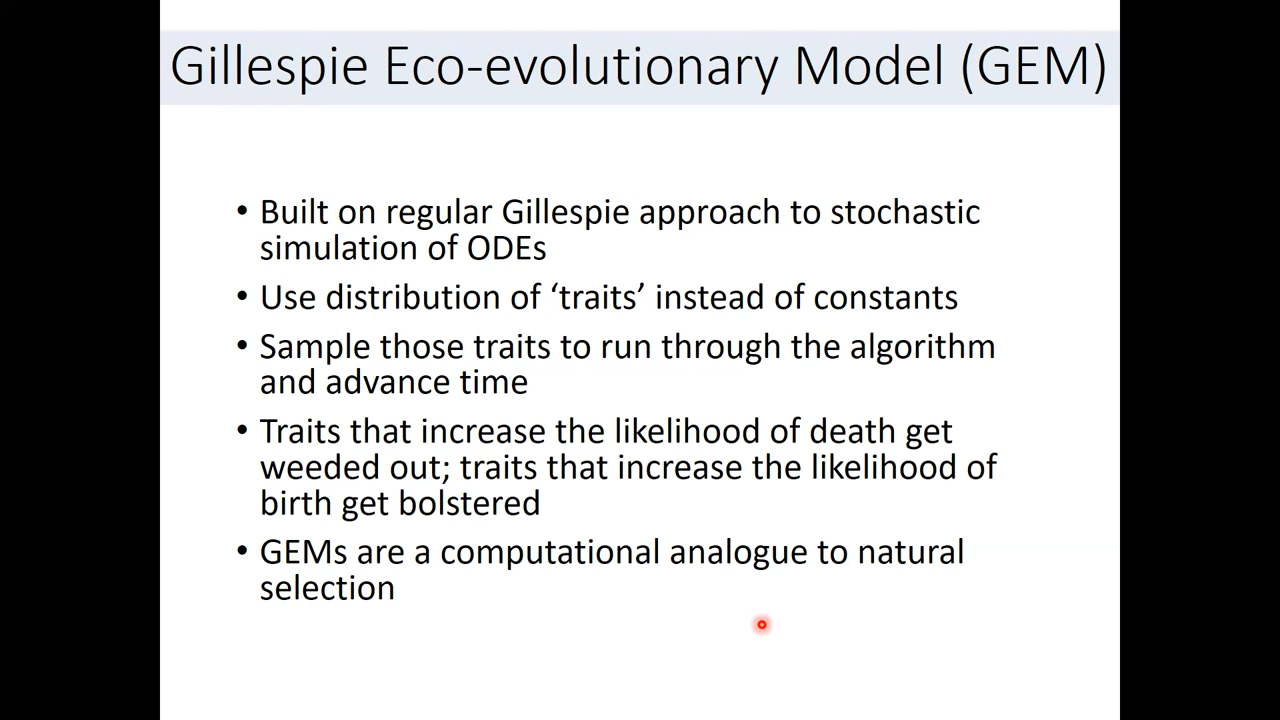 Gillespie Eco-evolutionary Model (GEM)
• Built on regular Gillespie approach to stochastic
simulation of ODEs
• Use distribution of ‘traits’ instead of constants
• Sample those traits to run through the algorithm
and advance time
• Traits that increase the likelihood of death get
weeded out; traits that increase the likelihood of
birth get bolstered
• GEMs are a computational analogue to natural
selection